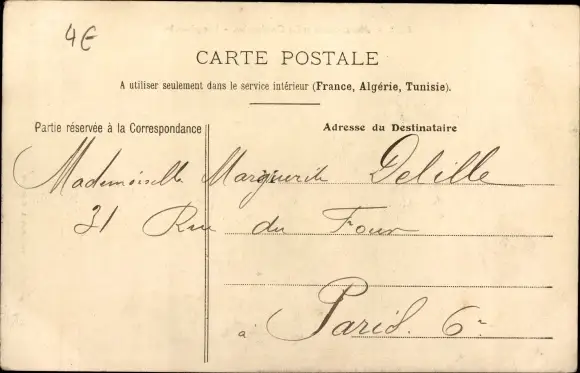 4€
CARTE POSTALE
A utiliser seulement dans le service intérieur (France, Algérie, Tunisie).
Partie réservée à la Correspondance
Adresse du Destinataire
Mademoiselle Marguerite Delille
31 Rue du Four
à Paris. 6e